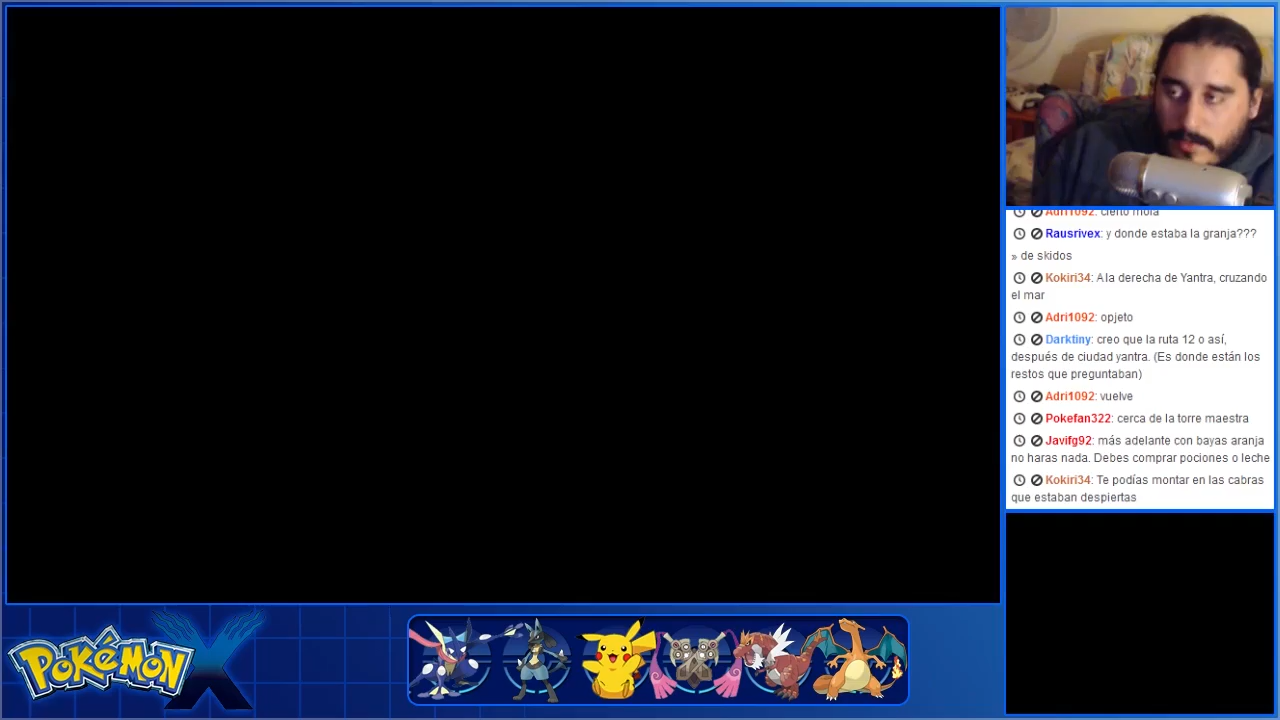 Adri1092: cierto mola
Rausrivex: y donde estaba la granja???
» de skidos
Kokiri34: A la derecha de Yantra, cruzando
el mar
Adri1092: opjeto
Darktiny: creo que la ruta 12 o así,
después de ciudad yantra. (Es donde están los
restos que preguntaban)
Adri1092: vuelve
Pokefan322: cerca de la torre maestra
Javifg92: más adelante con bayas aranja
no haras nada. Debes comprar pociones o leche
Kokiri34: Te podías montar en las cabras
que estaban despiertas
POKéMON X